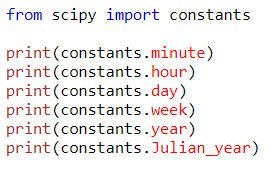 from scipy import constants
print(constants.minute)
print(constants.hour)
print(constants.day)
print(constants.week)
print(constants.year)
print(constants.Julian_year)